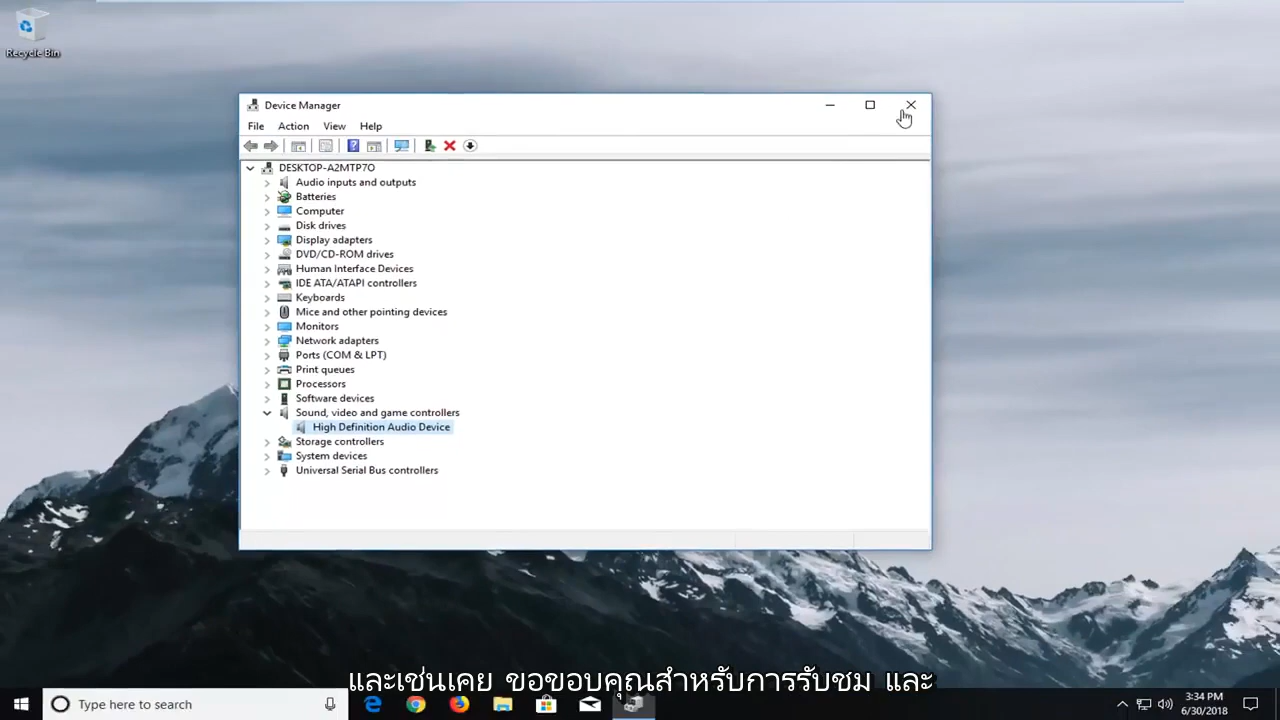 Recycle Bin
Device Manager
File Action View Help
DESKTOP-A2MTP7O
Audio inputs and outputs
Batteries
Computer
Disk drives
Display adapters
DVD/CD-ROM drives
Human Interface Devices
IDE ATA/ATAPI controllers
Keyboards
Mice and other pointing devices
Monitors
Network adapters
Ports (COM & LPT)
Print queues
Processors
Software devices
Sound, video and game controllers
High Definition Audio Device
Storage controllers
System devices
Universal Serial Bus controllers
และเช่นเคย ขอขอบคุณสำหรับการรับชม และ
Type here to search
3:34 PM
6/30/2018